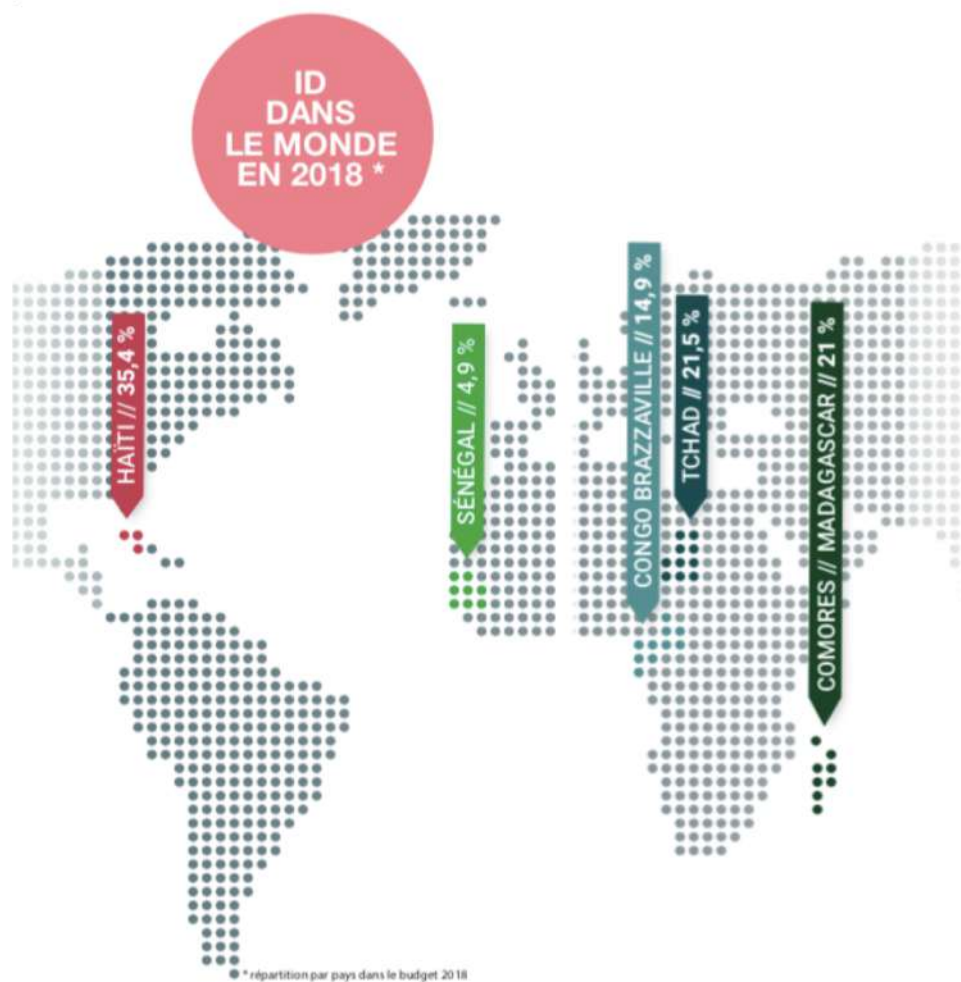 ID
DANS
LE MONDE
EN 2018 *
HAÏTI // 35,4 %
SÉNÉGAL // 4,9 %
CONGO BRAZZAVILLE // 14,9 %
TCHAD // 21,5 %
COMORES // MADAGASCAR // 21 %
* répartition par pays dans le budget 2018